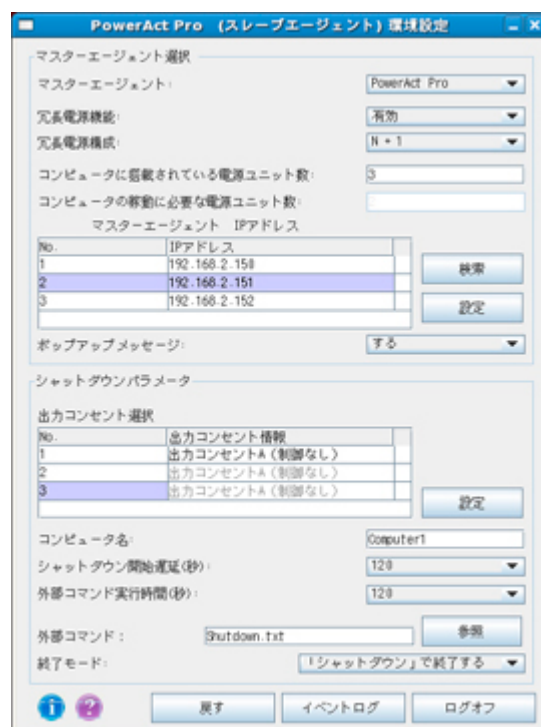 PowerAct Pro (スレーブエージェント) 環境設定
マスターエージェント選択
マスターエージェント: PowerAct Pro
冗長電源機能: 有効
冗長電源構成: N + 1
コンピュータに搭載されている電源ユニット数: 3
コンピュータの稼動に必要な電源ユニット数:
マスターエージェント IPアドレス
No. IPアドレス
1 192.168.2.150
2 192.168.2.151 検索
3 192.168.2.152 設定
ポップアップメッセージ: する
シャットダウンパラメータ
出力コンセント選択
No. 出力コンセント情報
1 出力コンセントA(制御なし)
2 出力コンセントA(制御なし)
3 出力コンセントA(制御なし)
設定
コンピュータ名: Computer1
シャットダウン開始遅延(秒): 120
外部コマンド実行時間(秒): 120
外部コマンド: Shutdown.txt 参照
終了モード: 「シャットダウン」で終了する
戻す イベントログ ログオフ